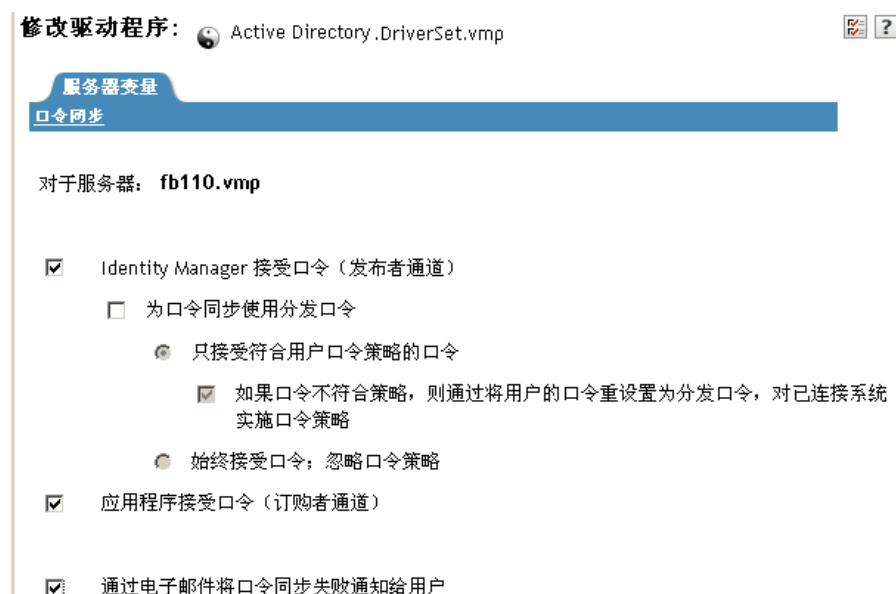 修改驱动程序： Active Directory.DriverSet.vmp
?
服务器变量
口令同步
对于服务器： fb110.vmp
Identity Manager 接受口令（发布者通道）
为口令同步使用分发口令
只接受符合用户口令策略的口令
如果口令不符合策略，则通过将用户的口令重设置为分发口令，对已连接系统
实施口令策略
始终接受口令；忽略口令策略
应用程序接受口令（订购者通道）
通过电子邮件将口令同步失败通知给用户